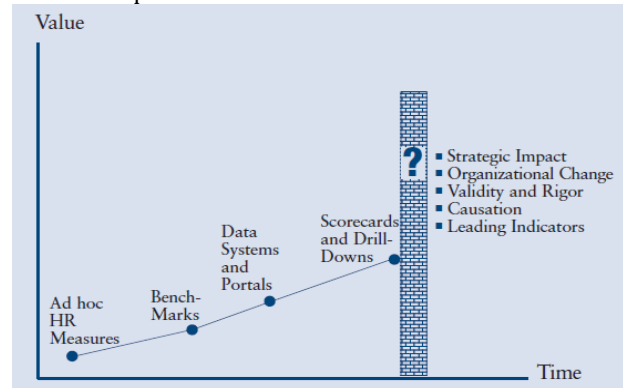 Value
?
▪ Strategic Impact
▪ Organizational Change
▪ Validity and Rigor
▪ Causation
▪ Leading Indicators
Scorecards
and Drill-
Downs
Data
Systems
and
Portals
Bench-
Marks
Ad hoc
HR
Measures
Time